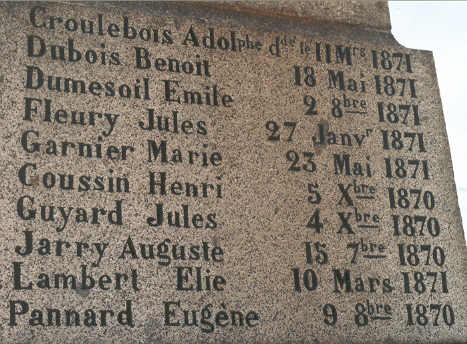 Croulebois Adolphe ddé le 11 Mrs 1871
Dubois Benoit 18 Mai 1871
Dumesoil Emile 2 8bre 1871
Fleury Jules 27 Janvr 1871
Garnier Marie 23 Mai 1871
Goussin Henri 5 Xbre 1870
Guyard Jules 4 Xbre 1870
Jarry Auguste 15 7bre 1870
Lambert Elie 10 Mars 1871
Pannard Eugène 9 8bre 1870